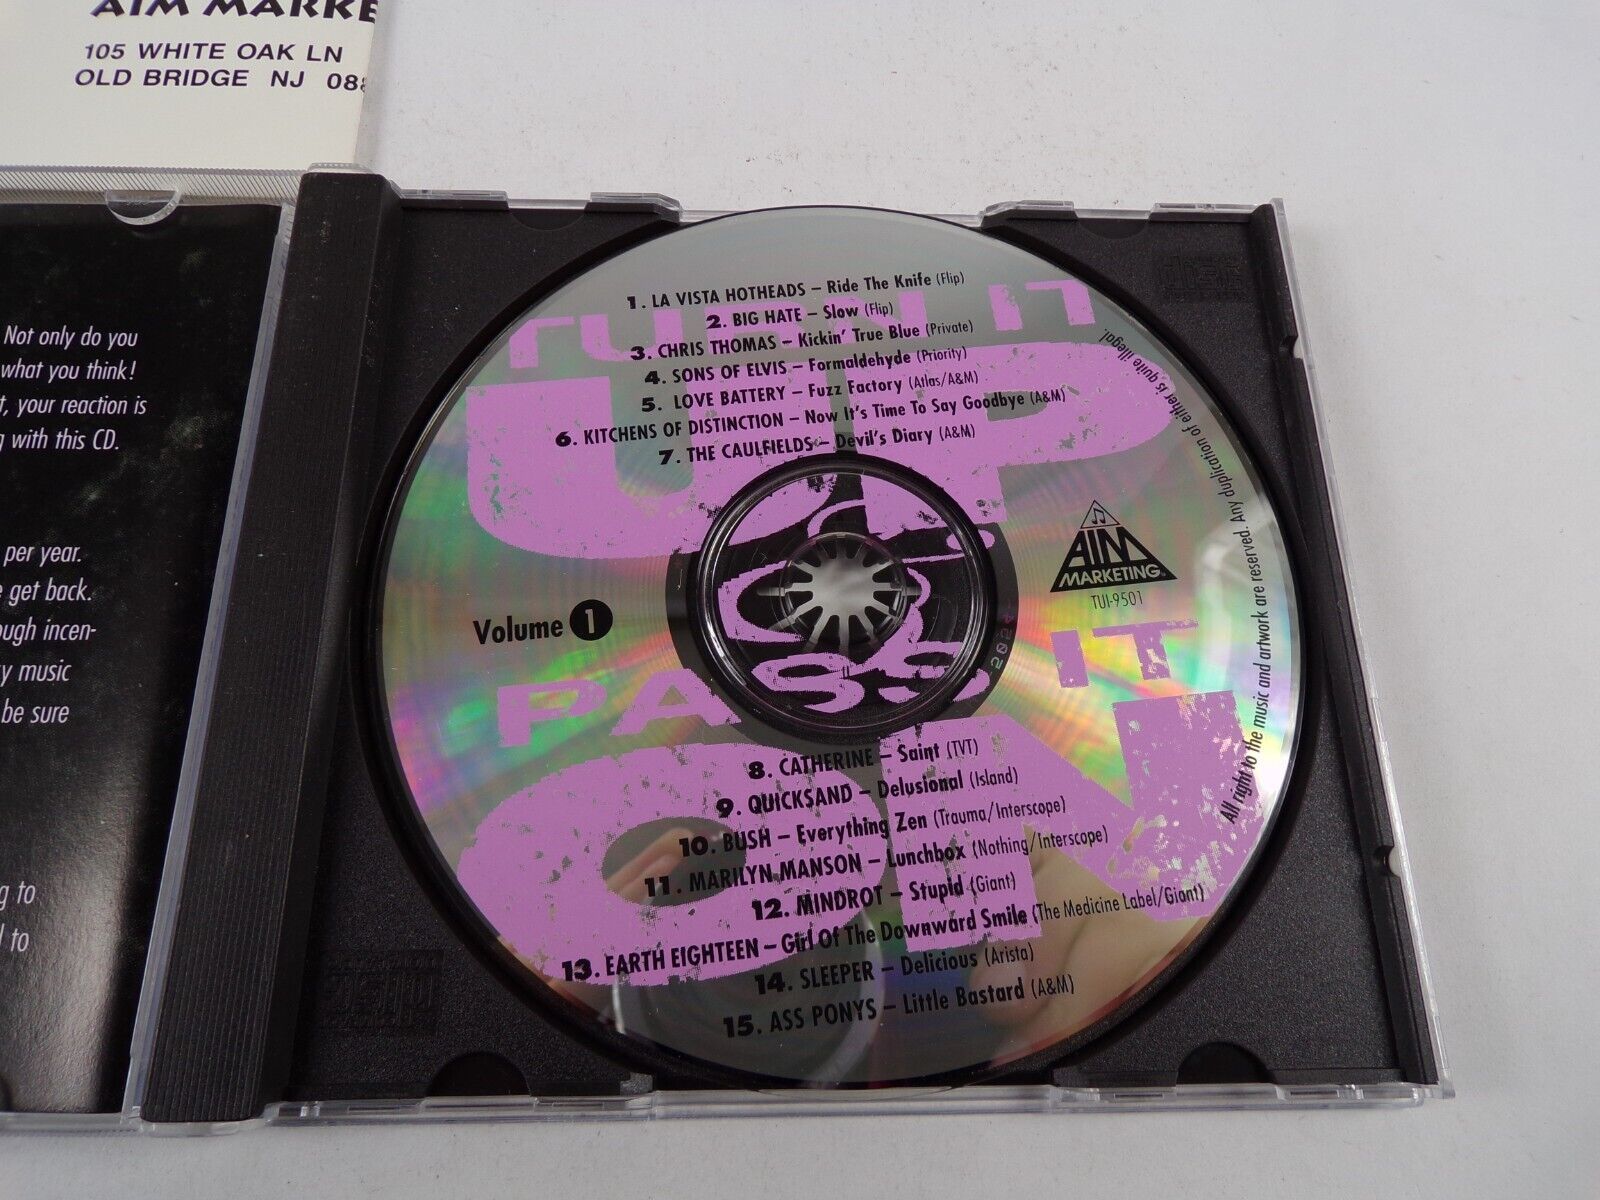 AIM MARKE
105 WHITE OAK LN
OLD BRIDGE NJ 08
Not only do you
what you think!
t, your reaction is
g with this CD.
per year.
e get back.
ough incen-
y music
be sure
g to
l to
TURN IT
UP
&
PASS IT
ON
1. LA VISTA HOTHEADS – Ride The Knife (Flip)
2. BIG HATE – Slow (Flip)
3. CHRIS THOMAS – Kickin' True Blue (Private)
4. SONS OF ELVIS – Formaldehyde (Priority)
5. LOVE BATTERY – Fuzz Factory (Atlas/A&M)
6. KITCHENS OF DISTINCTION – Now It's Time To Say Goodbye (A&M)
7. THE CAULFIELDS – Devil's Diary (A&M)
Volume 1
AIM
MARKETING
TUI-9501
8. CATHERINE – Saint (TVT)
9. QUICKSAND – Delusional (Island)
10. BUSH – Everything Zen (Trauma/Interscope)
11. MARILYN MANSON – Lunchbox (Nothing/Interscope)
12. MINDROT – Stupid (Giant)
13. EARTH EIGHTEEN – Girl Of The Downward Smile (The Medicine Label/Giant)
14. SLEEPER – Delicious (Arista)
15. ASS PONYS – Little Bastard (A&M)
All right to the music and artwork are reserved. Any duplication of either is quite illegal.